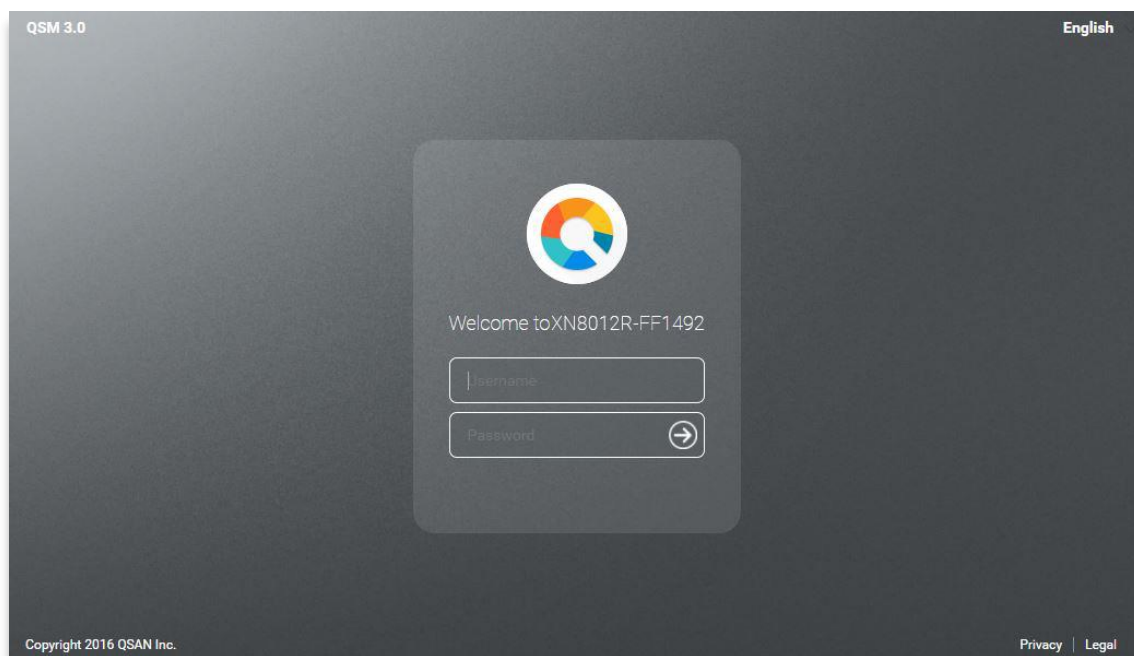 QSM 3.0
English
Welcome toXN8012R-FF1492
Username
Password
Copyright 2016 QSAN Inc.
Privacy | Legal